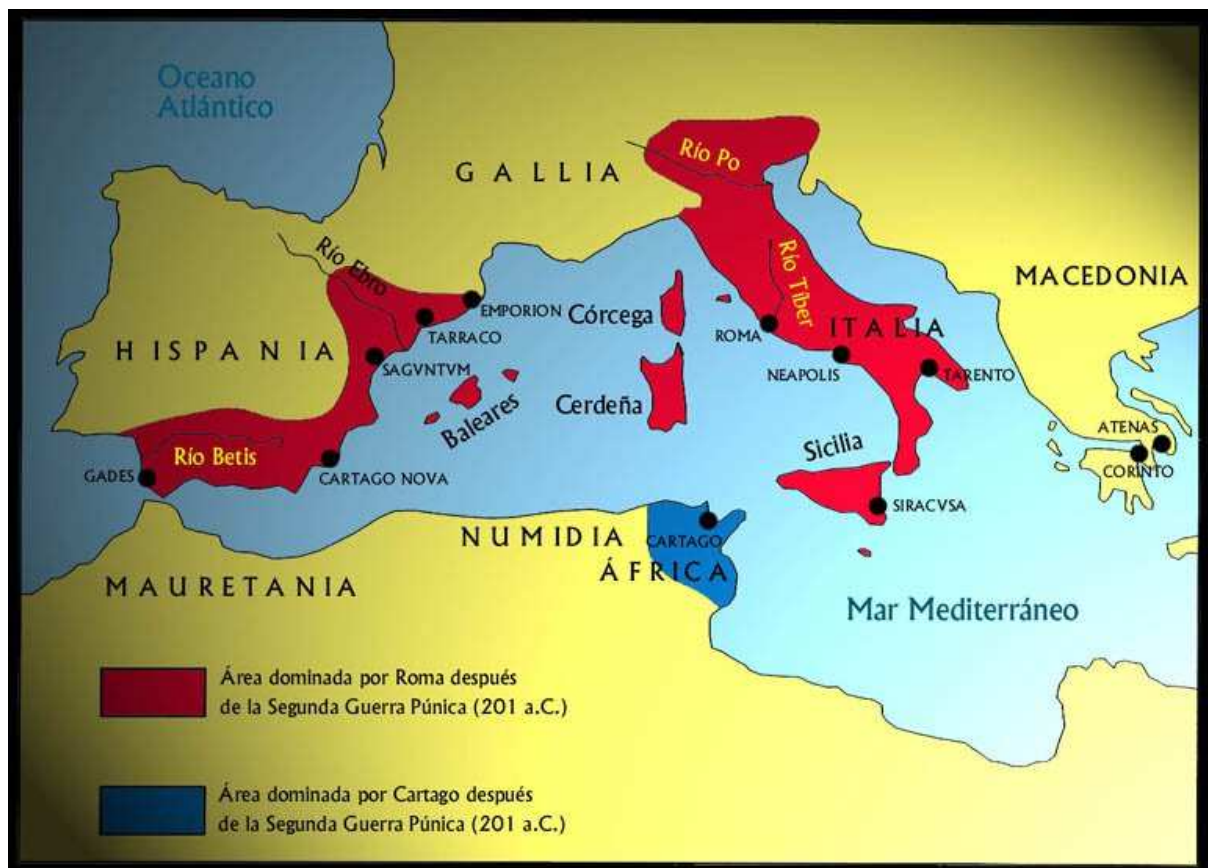 Oceano
Atlántico
GALLIA
Río Po
Río Ebro
Río Tíber
MACEDONIA
EMPORION
Córcega
TARRACO
ROMA
ITALIA
HISPANIA
SAGVNTVM
NEAPOLIS
TARENTO
Baleares
Cerdeña
ATENAS
Sicilia
CORINTO
Río Betis
GADES
CARTAGO NOVA
SIRACVSA
NUMIDIA
CARTAGO
ÁFRICA
MAURETANIA
Mar Mediterráneo
Área dominada por Roma después
de la Segunda Guerra Púnica (201 a.C.)
Área dominada por Cartago después
de la Segunda Guerra Púnica (201 a.C.)